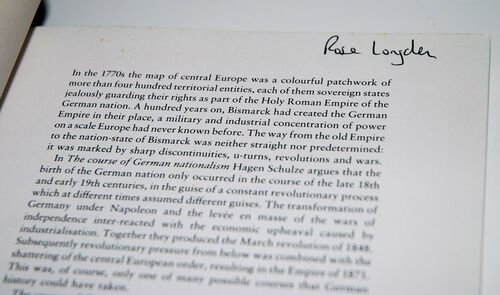 Rose Longden
In the 1770s the map of central Europe was a colourful patchwork of
more than four hundred territorial entities, each of them sovereign states
jealously guarding their rights as part of the Holy Roman Empire of the
German nation. A hundred years on, Bismarck had created the German
Empire in their place, a military and industrial concentration of power
on a scale Europe had never known before. The way from the old Empire
to the nation-state of Bismarck was neither straight nor predetermined:
it was marked by sharp discontinuities, u-turns, revolutions and wars.
In The course of German nationalism Hagen Schulze argues that the
birth of the German nation only occurred in the course of the late 18th
and early 19th centuries, in the guise of a constant revolutionary process
which at different times assumed different guises. The transformation of
Germany under Napoleon and the levée en masse of the wars of
independence inter-reacted with the economic upheaval caused by
industrialisation. Together they produced the March revolution of 1848.
Subsequently revolutionary pressure from below was combined with the
shattering of the central European order, resulting in the Empire of 1871.
This was, of course, only one of many possible courses that German
history could have taken.